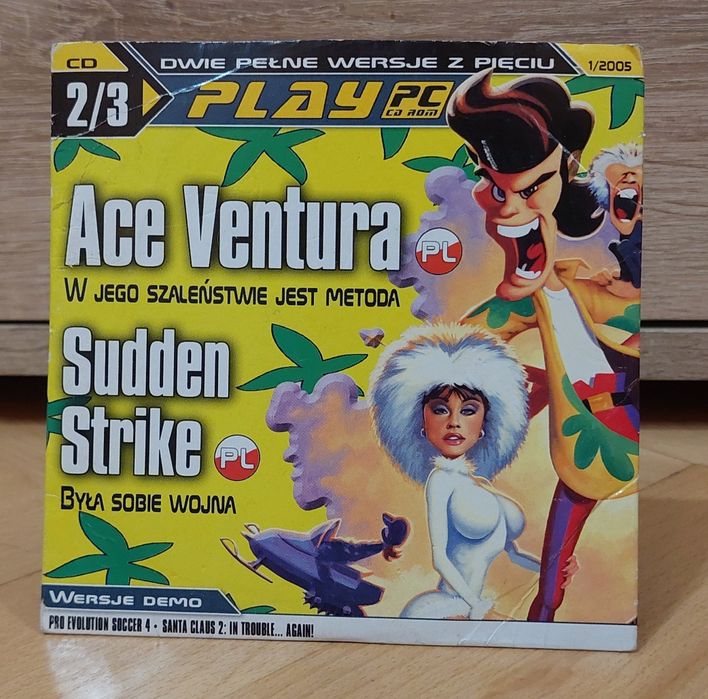 CD
2/3
DWIE PEŁNE WERSJE Z PIĘCIU
1/2005
PLAY PC
CD ROM
Ace Ventura
PL
W JEGO SZALEŃSTWIE JEST METODA
Sudden
Strike
PL
BYŁA SOBIE WOJNA
WERSJE DEMO
PRO EVOLUTION SOCCER 4 • SANTA CLAUS 2: IN TROUBLE... AGAIN!